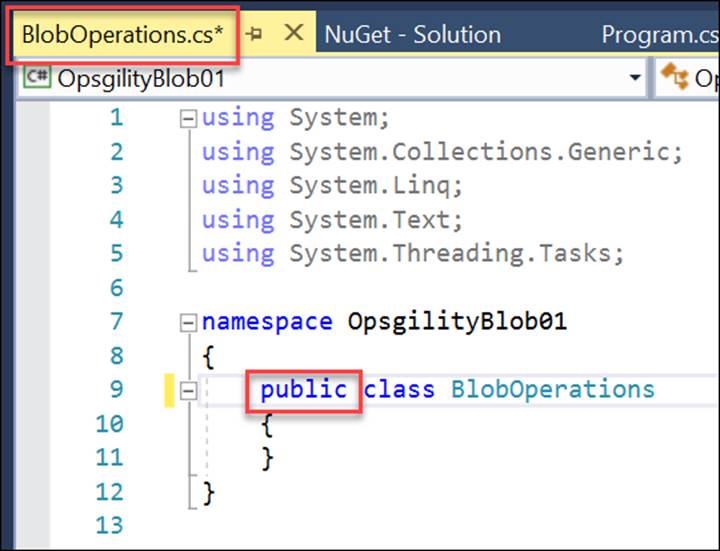 BlobOperations.cs* NuGet - Solution Program.cs
C# OpsgilityBlob01 Op
1 using System;
2 using System.Collections.Generic;
3 using System.Linq;
4 using System.Text;
5 using System.Threading.Tasks;
6
7 namespace OpsgilityBlob01
8 {
9 public class BlobOperations
10 {
11 }
12 }
13